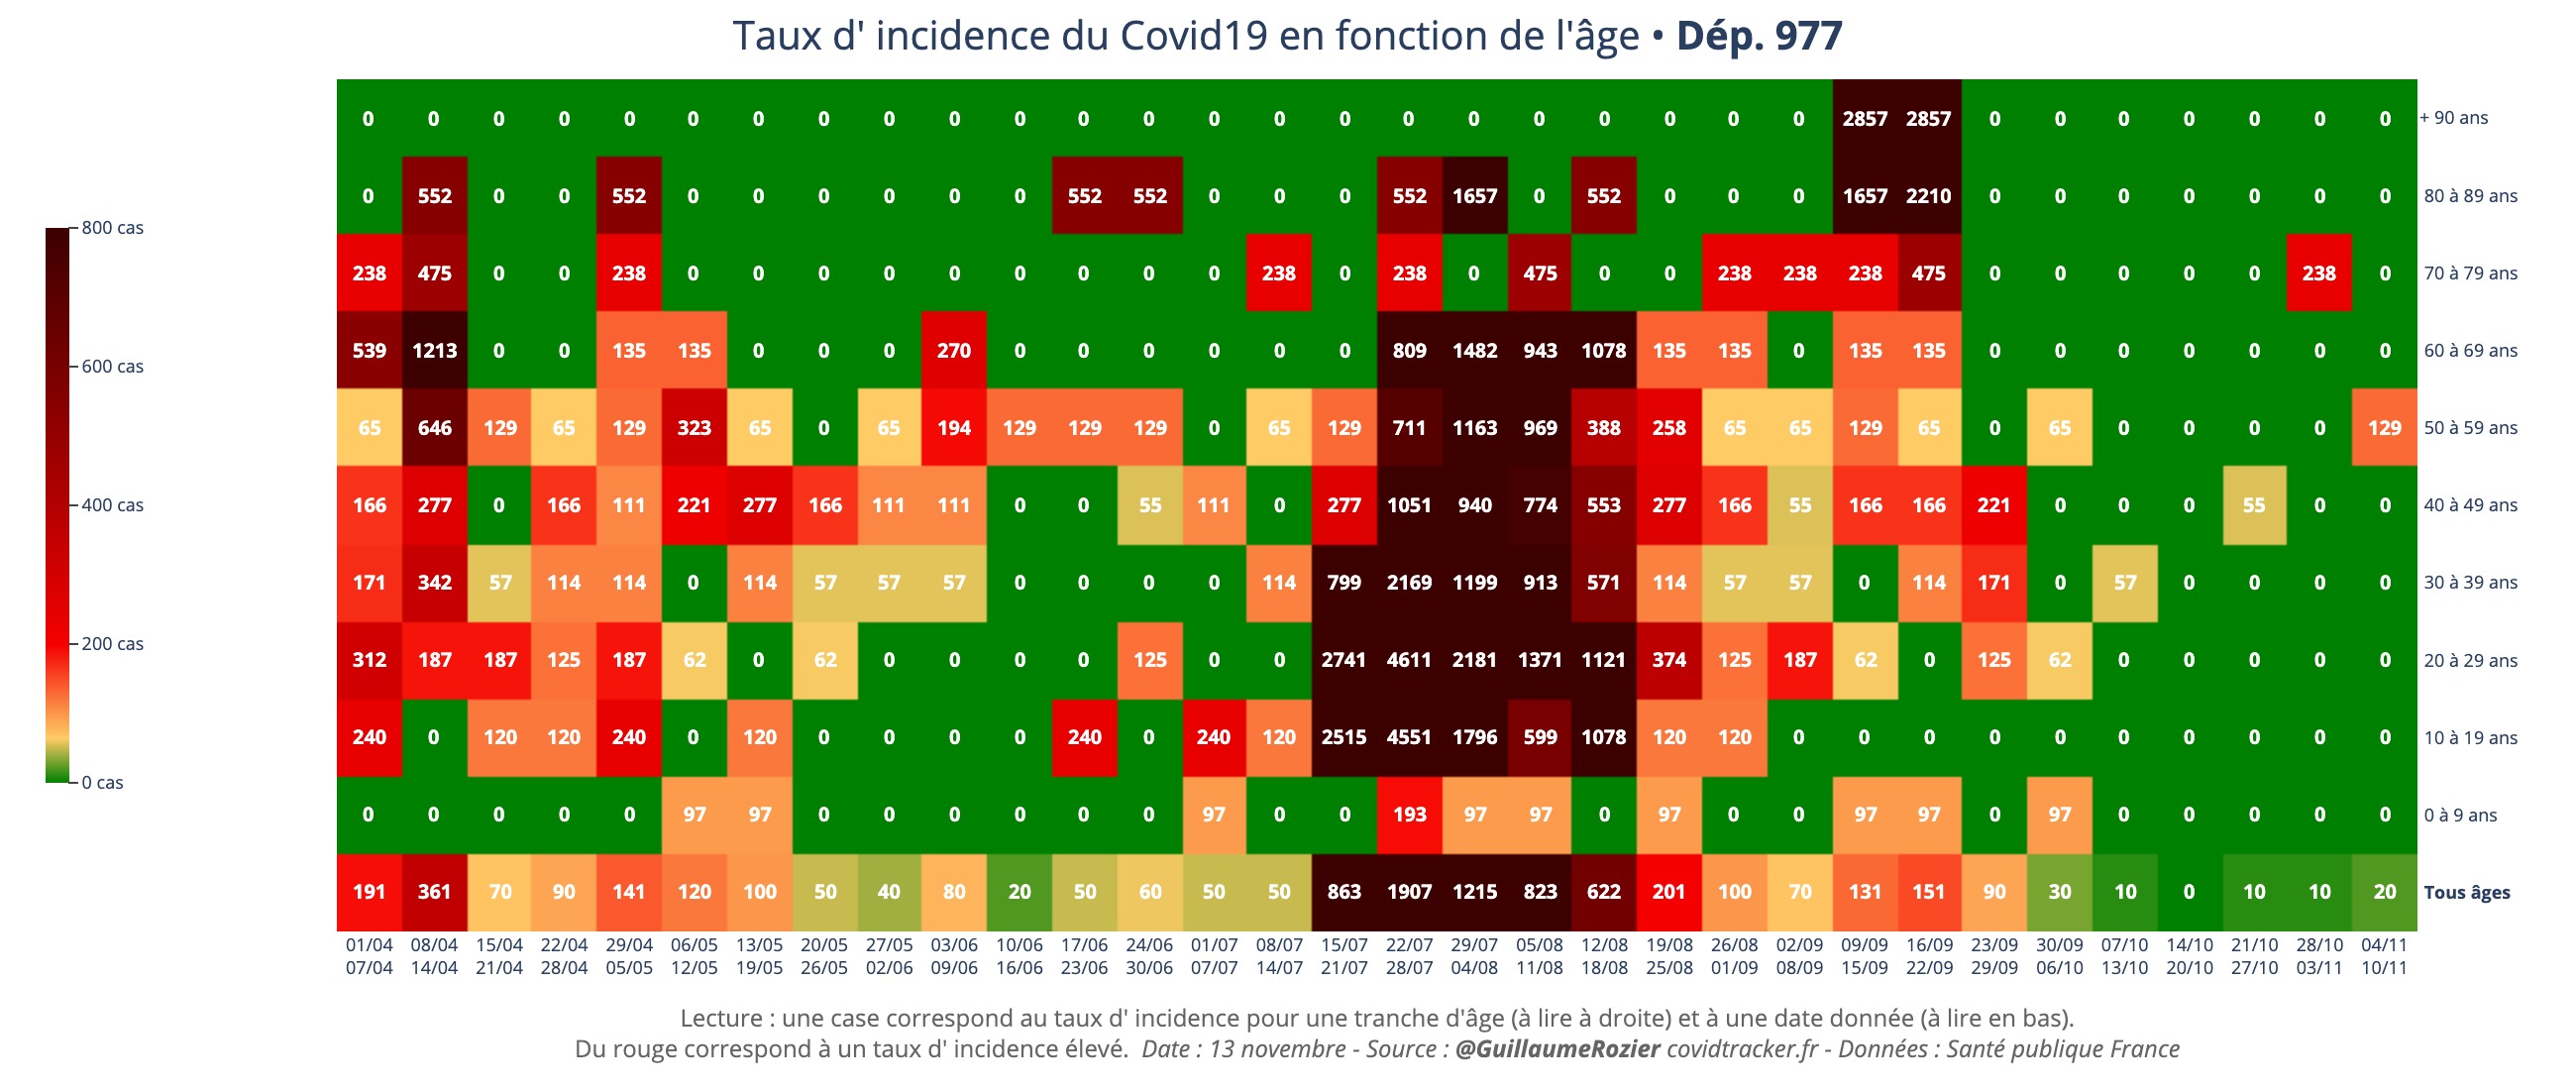 Taux d' incidence du Covid19 en fonction de l'âge • Dép. 977
0 0 0 0 0 0 0 0 0 0 0 0 0 0 0 0 0 0 0 0 0 0 0 2857 2857 0 0 0 0 0 0 0 + 90 ans
0 552 0 0 552 0 0 0 0 0 0 552 552 0 0 0 552 1657 0 552 0 0 0 1657 2210 0 0 0 0 0 0 0 80 à 89 ans
238 475 0 0 238 0 0 0 0 0 0 0 0 0 238 0 238 0 475 0 0 238 238 238 475 0 0 0 0 0 238 0 70 à 79 ans
539 1213 0 0 135 135 0 0 0 270 0 0 0 0 0 0 809 1482 943 1078 135 135 0 135 135 0 0 0 0 0 0 0 60 à 69 ans
65 646 129 65 129 323 65 0 65 194 129 129 129 0 65 129 711 1163 969 388 258 65 65 129 65 0 65 0 0 0 0 129 50 à 59 ans
166 277 0 166 111 221 277 166 111 111 0 0 55 111 0 277 1051 940 774 553 277 166 55 166 166 221 0 0 0 55 0 0 40 à 49 ans
171 342 57 114 114 0 114 57 57 57 0 0 0 0 114 799 2169 1199 913 571 114 57 57 0 114 171 0 57 0 0 0 0 30 à 39 ans
312 187 187 125 187 62 0 62 0 0 0 0 125 0 0 2741 4611 2181 1371 1121 374 125 187 62 0 125 62 0 0 0 0 0 20 à 29 ans
240 0 120 120 240 0 120 0 0 0 0 240 0 240 120 2515 4551 1796 599 1078 120 120 0 0 0 0 0 0 0 0 0 0 10 à 19 ans
0 0 0 0 0 97 97 0 0 0 0 0 0 97 0 0 193 97 97 0 97 0 0 97 97 0 97 0 0 0 0 0 0 à 9 ans
191 361 70 90 141 120 100 50 40 80 20 50 60 50 50 863 1907 1215 823 622 201 100 70 131 151 90 30 10 0 10 10 20 Tous âges
01/04 08/04 15/04 22/04 29/04 06/05 13/05 20/05 27/05 03/06 10/06 17/06 24/06 01/07 08/07 15/07 22/07 29/07 05/08 12/08 19/08 26/08 02/09 09/09 16/09 23/09 30/09 07/10 14/10 21/10 28/10 04/11
07/04 14/04 21/04 28/04 05/05 12/05 19/05 26/05 02/06 09/06 16/06 23/06 30/06 07/07 14/07 21/07 28/07 04/08 11/08 18/08 25/08 01/09 08/09 15/09 22/09 29/09 06/10 13/10 20/10 27/10 03/11 10/11
800 cas
600 cas
400 cas
200 cas
0 cas
Lecture : une case correspond au taux d' incidence pour une tranche d'âge (à lire à droite) et à une date donnée (à lire en bas).
Du rouge correspond à un taux d' incidence élevé. Date : 13 novembre - Source : @GuillaumeRozier covidtracker.fr - Données : Santé publique France